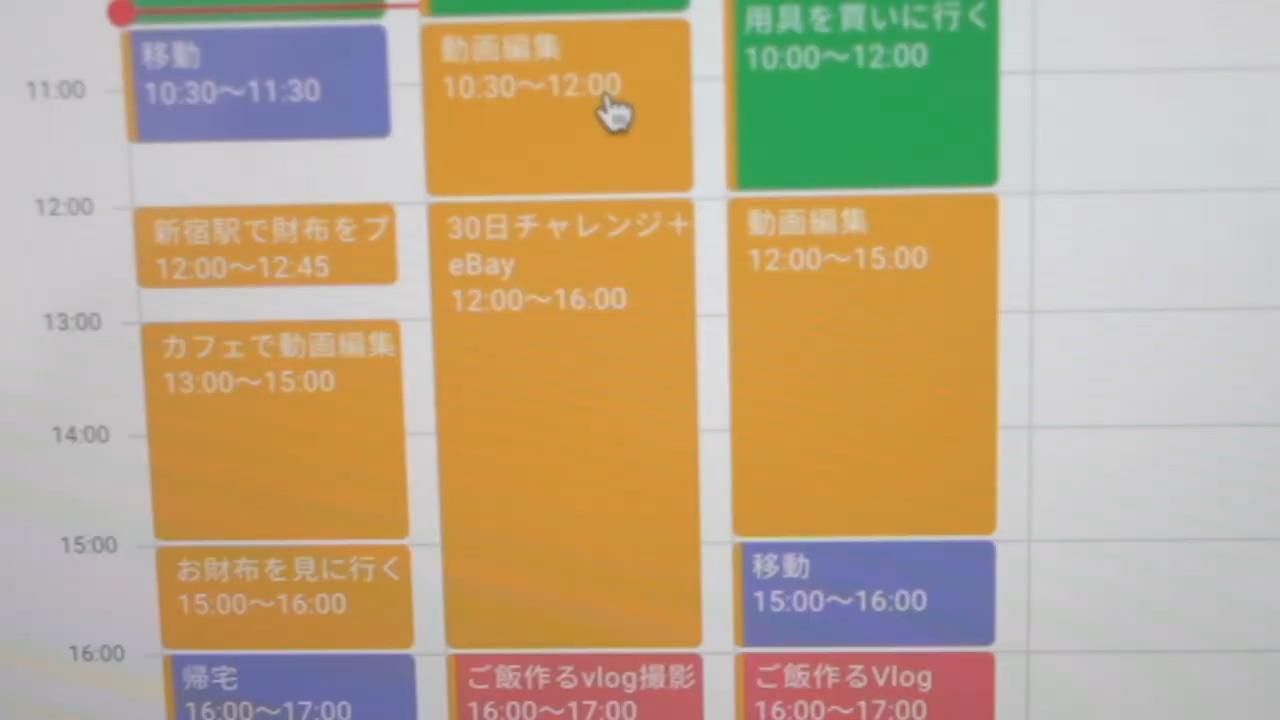 11:00
12:00
13:00
14:00
15:00
16:00
移動
10:30～11:30
新宿駅で財布をプ
12:00～12:45
カフェで動画編集
13:00～15:00
お財布を見に行く
15:00～16:00
帰宅
16:00～17:00
動画編集
10:30～12:00
30日チャレンジ＋
eBay
12:00～16:00
ご飯作るvlog撮影
16:00～17:00
用具を買いに行く
10:00～12:00
動画編集
12:00～15:00
移動
15:00～16:00
ご飯作るVlog
16:00～17:00